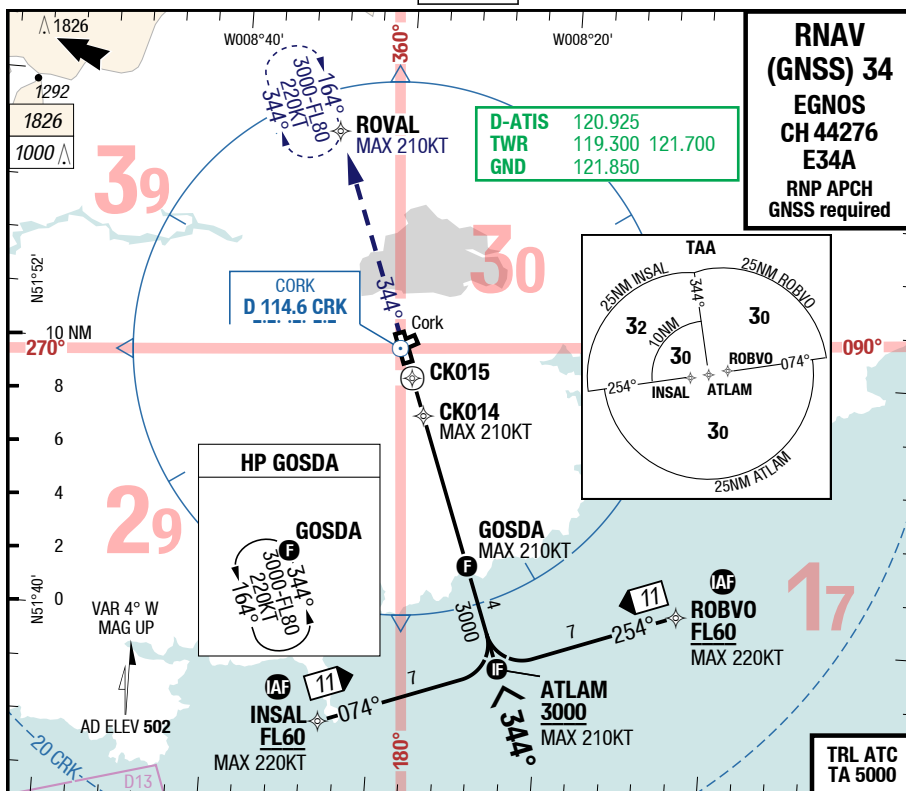 1826
1292
1826
1000
W008°40'
360°
W008°20'
RNAV
(GNSS) 34
EGNOS
CH 44276
E34A
RNP APCH
GNSS required
164°
3000-FL80
220KT
344°
ROVAL
MAX 210KT
D-ATIS 120.925
TWR 119.300 121.700
GND 121.850
39
30
N51°52'
344°
CORK
D 114.6 CRK
Cork
TAA
25NM INSAL
25NM ROBVO
344°
32
10NM
30
30
ROBVO
254°
074°
INSAL
ATLAM
30
25NM ATLAM
10 NM
270°
090°
8
6
4
2
0
N51°40'
CK015
CK014
MAX 210KT
29
HP GOSDA
GOSDA
F
344°
3000-FL80
220KT
164°
GOSDA
MAX 210KT
F
4
3000
17
VAR 4° W
MAG UP
AD ELEV 502
IAF
11
ROBVO
FL60
MAX 220KT
254°
7
IAF
11
7
INSAL
FL60
MAX 220KT
074°
IF
ATLAM
3000
MAX 210KT
344°
20 CRK
D13
180°
TRL ATC
TA 5000